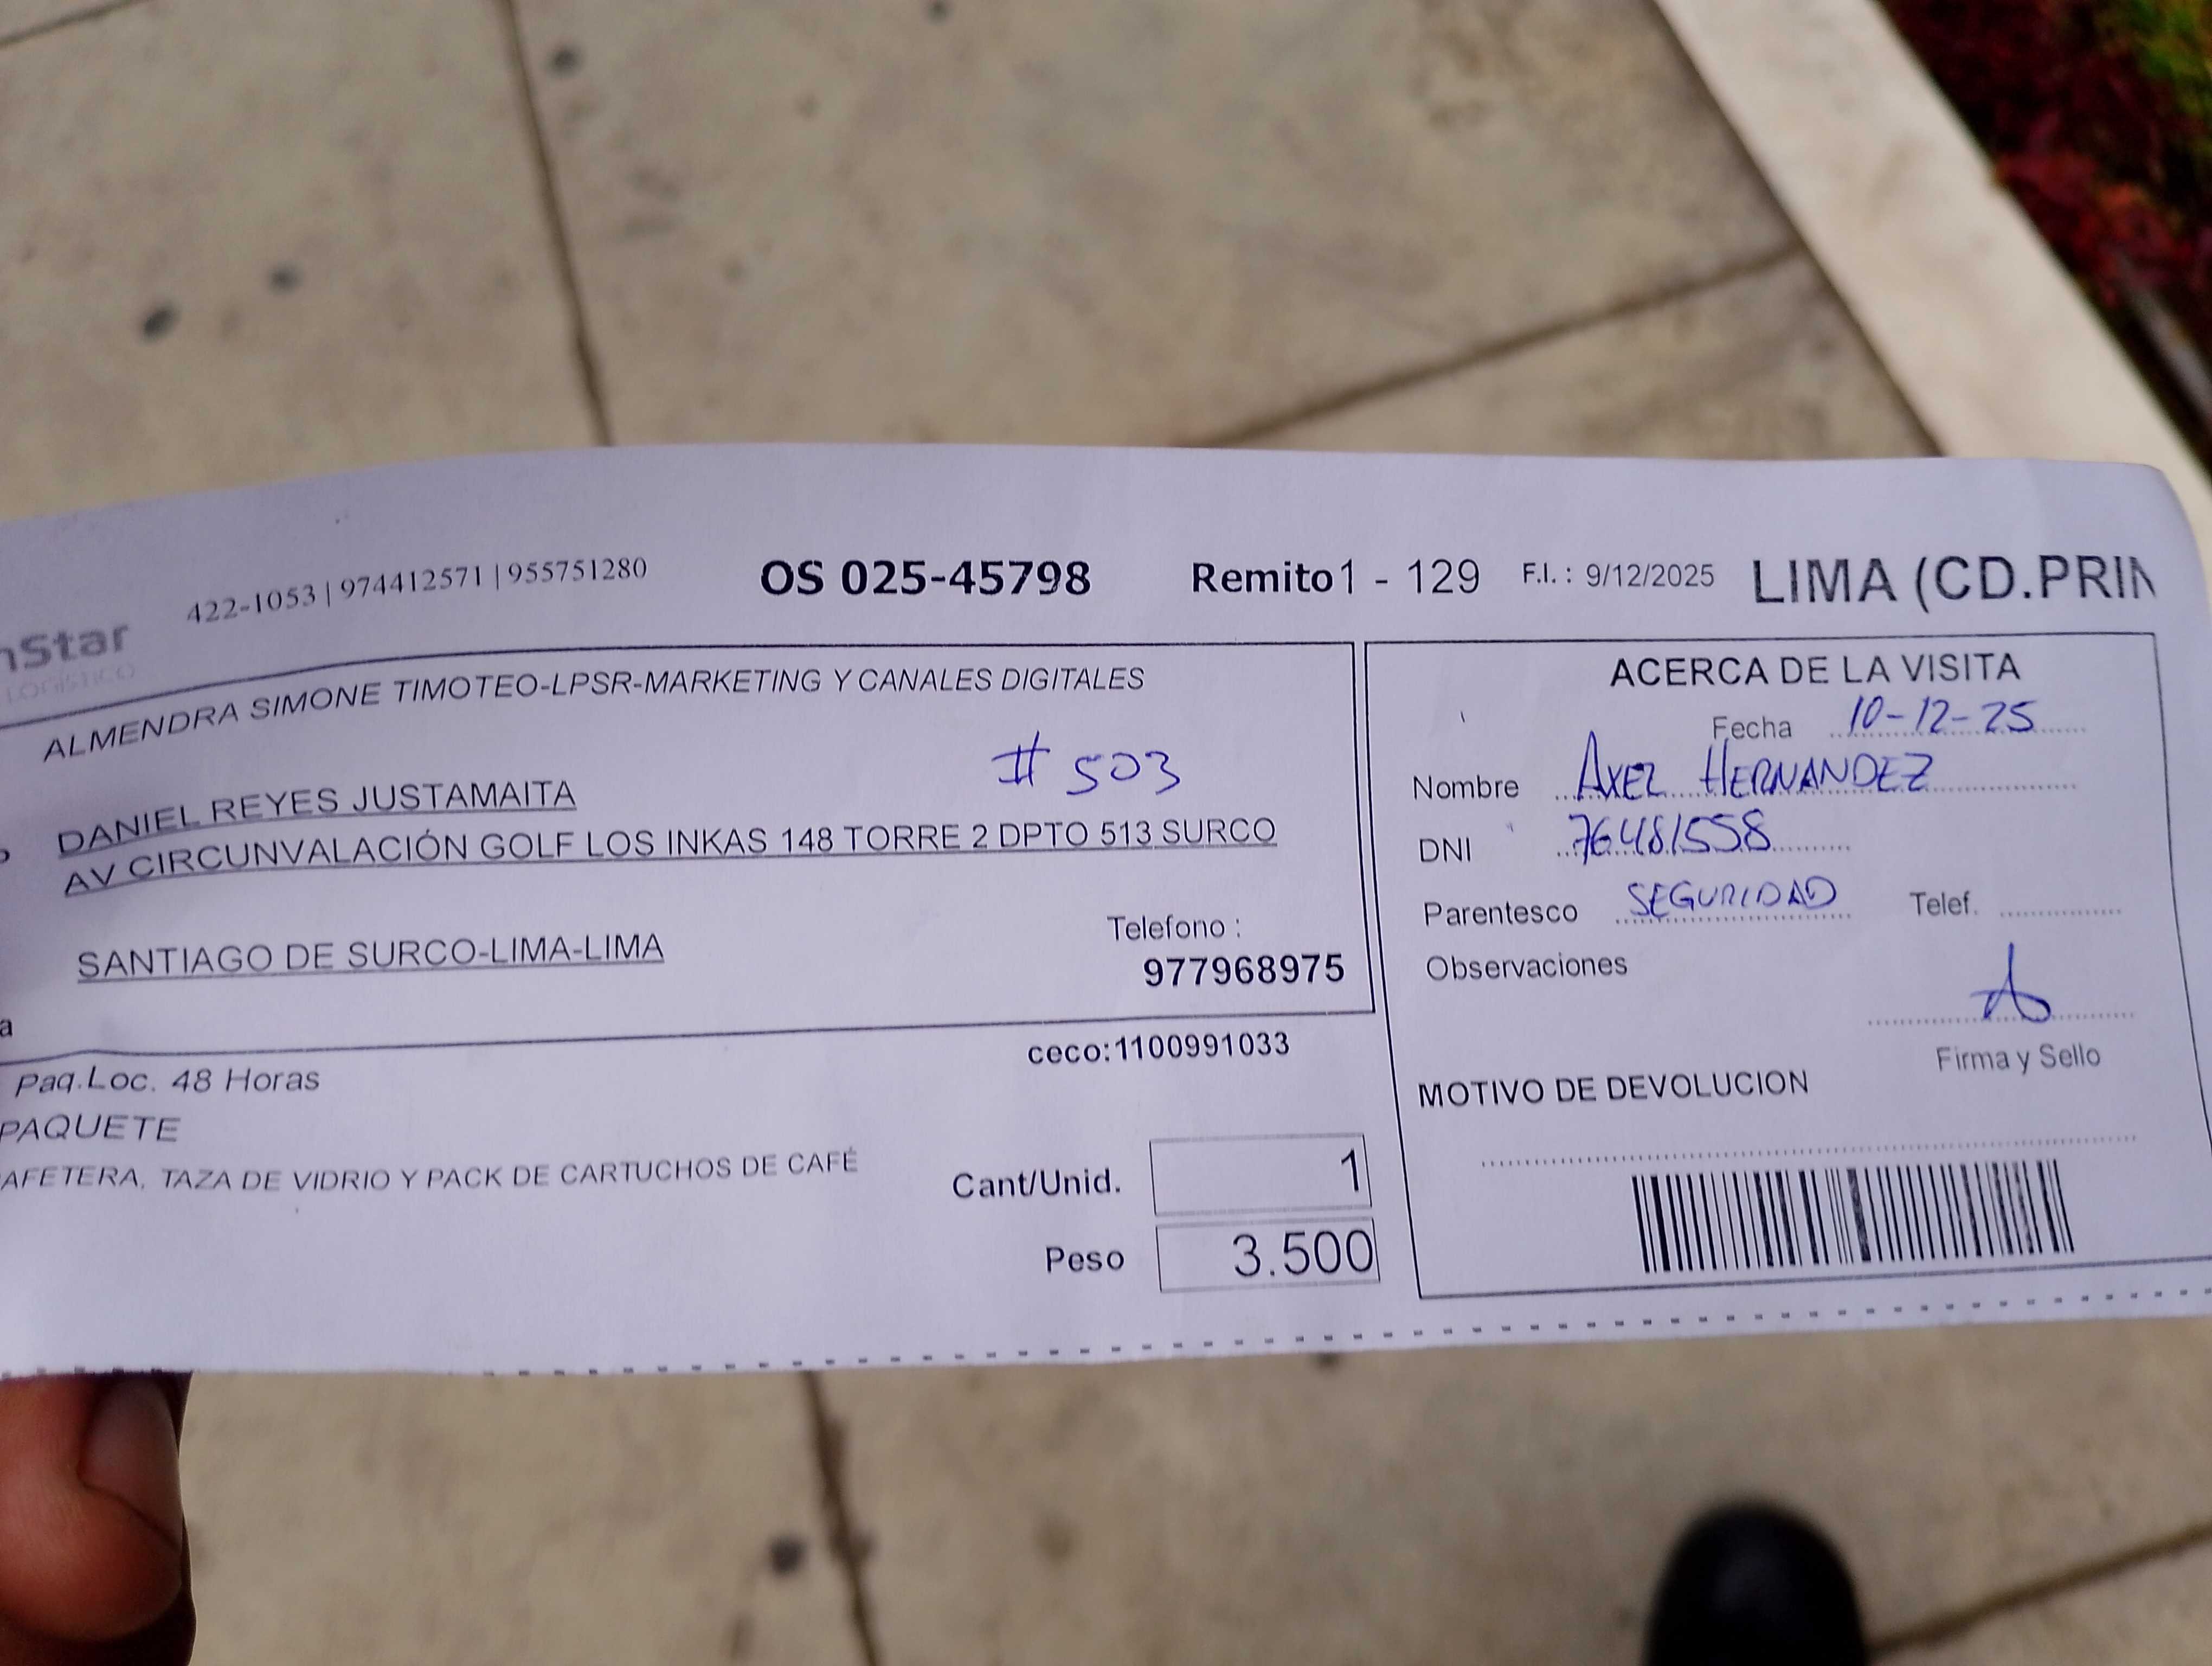 422-1053 | 974412571 | 955751280
OS 025-45798
Remito 1 - 129
F.I. : 9/12/2025
LIMA (CD.PRIN
nStar
LOGÍSTICO
ALMENDRA SIMONE TIMOTEO-LPSR-MARKETING Y CANALES DIGITALES
# 503
DANIEL REYES JUSTAMAITA
AV CIRCUNVALACIÓN GOLF LOS INKAS 148 TORRE 2 DPTO 513 SURCO
SANTIAGO DE SURCO-LIMA-LIMA
Telefono :
977968975
a
ceco:1100991033
Paq.Loc. 48 Horas
PAQUETE
AFETERA, TAZA DE VIDRIO Y PACK DE CARTUCHOS DE CAFÉ
Cant/Unid. 1
Peso 3.500
ACERCA DE LA VISITA
Fecha 10-12-25
Nombre AXEL HERNANDEZ
DNI 76481558
Parentesco SEGURIDAD Telef.
Observaciones
Firma y Sello
MOTIVO DE DEVOLUCION